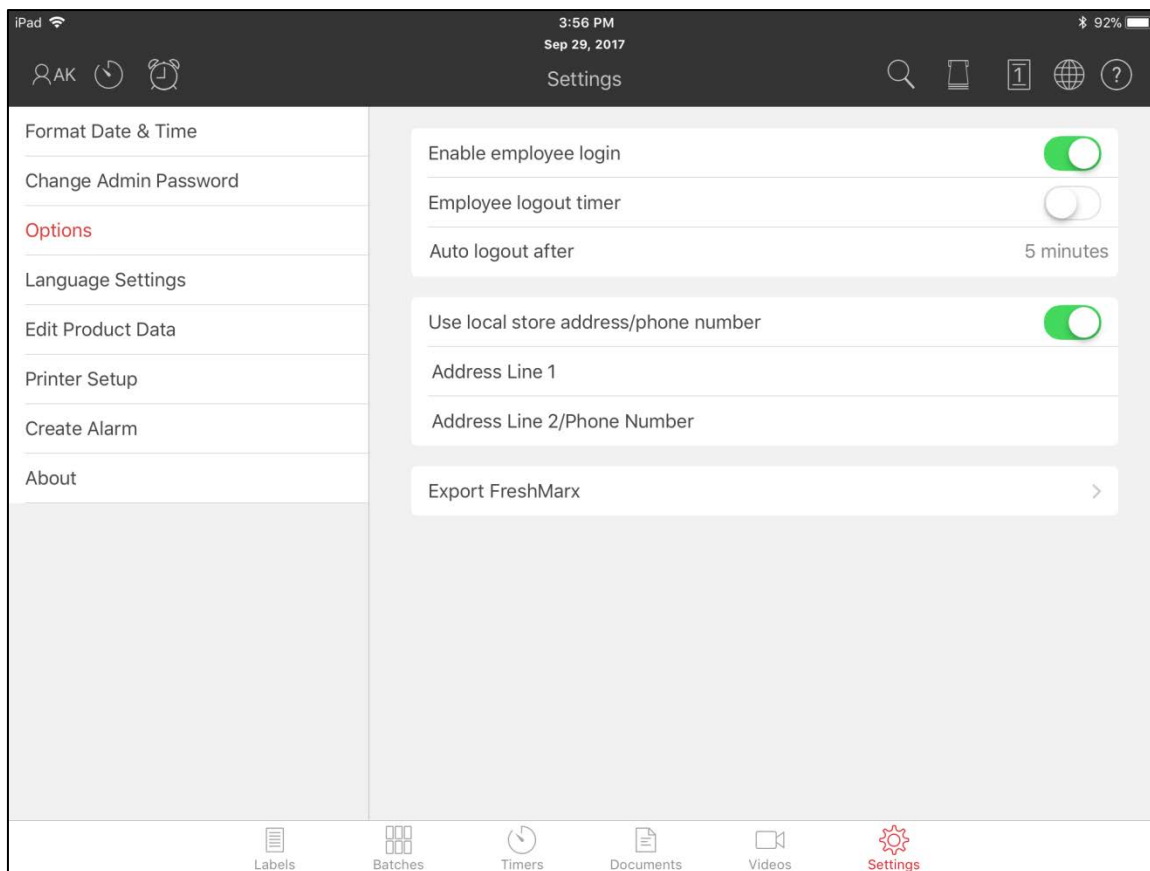 iPad 3:56 PM 92%
Sep 29, 2017
AK Settings 1 ?
Format Date & Time
Change Admin Password
Options
Language Settings
Edit Product Data
Printer Setup
Create Alarm
About
Enable employee login
Employee logout timer
Auto logout after 5 minutes
Use local store address/phone number
Address Line 1
Address Line 2/Phone Number
Export FreshMarx
Labels Batches Timers Documents Videos Settings